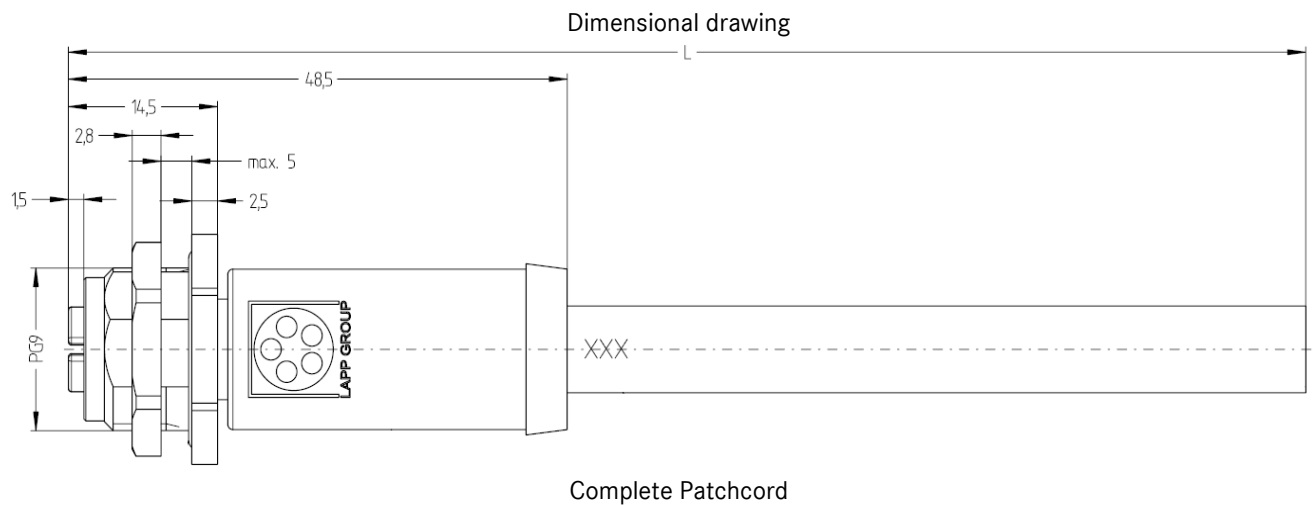 Dimensional drawing
L
48,5
14,5
2,8
max. 5
1,5
2,5
PG9
LAPP GROUP
XXX
Complete Patchcord